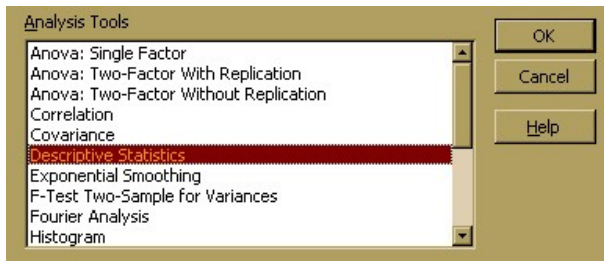 Analysis Tools
Anova: Single Factor
Anova: Two-Factor With Replication
Anova: Two-Factor Without Replication
Correlation
Covariance
Descriptive Statistics
Exponential Smoothing
F-Test Two-Sample for Variances
Fourier Analysis
Histogram
OK
Cancel
Help